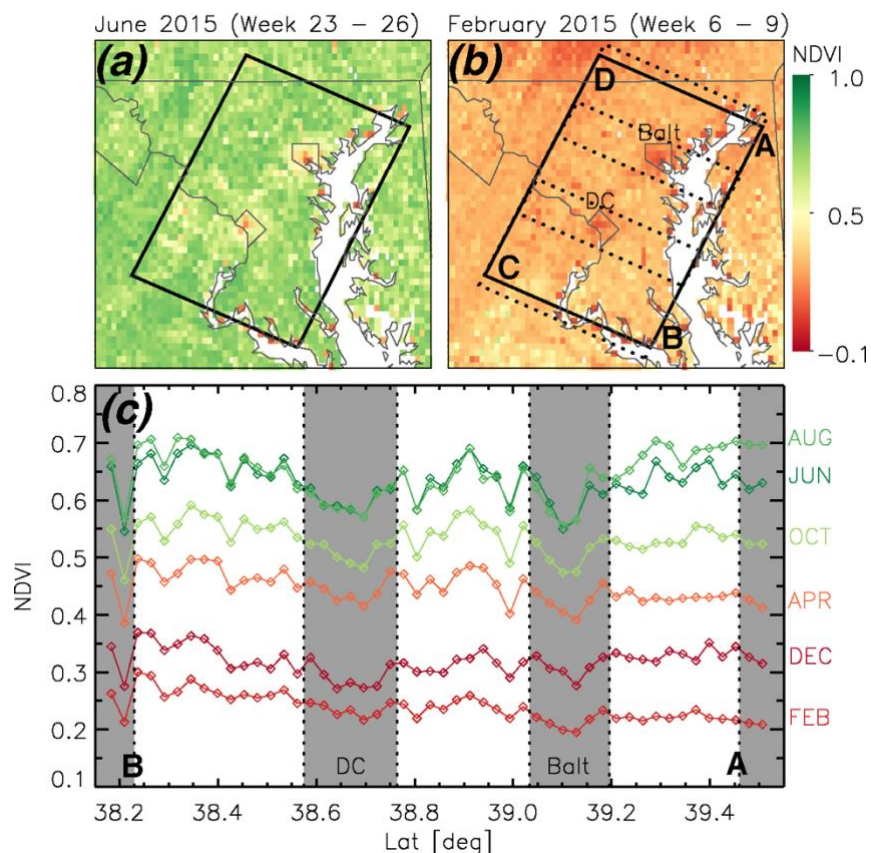 June 2015 (Week 23 – 26)
February 2015 (Week 6 – 9)
NDVI
(a)
(b)
D
1.0
Balt
A
DC
0.5
C
B
−0.1
(c)
0.8
0.7
0.6
0.5
0.4
0.3
0.2
0.1
NDVI
AUG
JUN
OCT
APR
DEC
FEB
B
DC
Balt
A
38.2 38.4 38.6 38.8 39.0 39.2 39.4
Lat [deg]